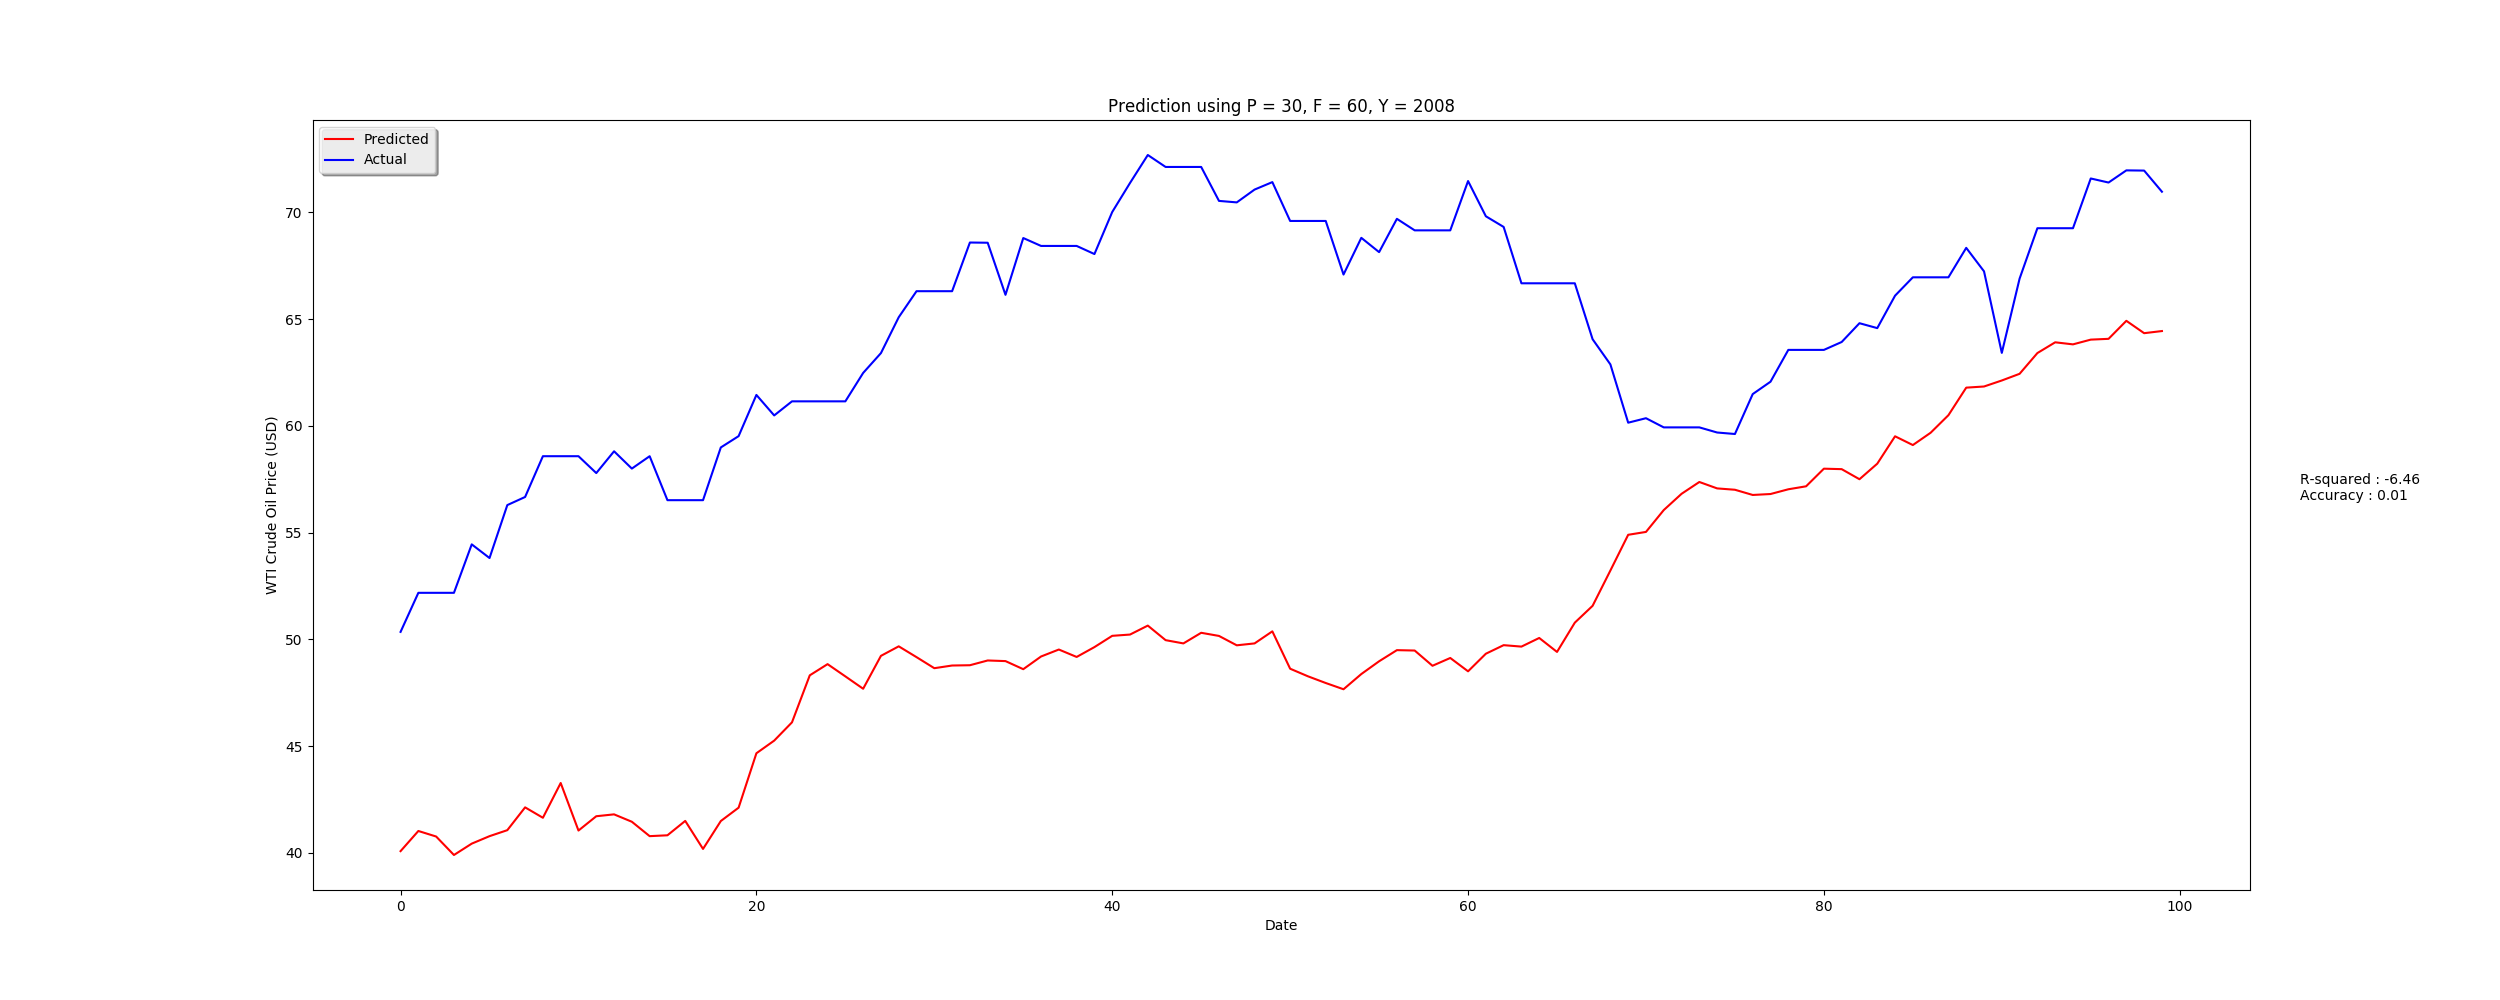 Prediction using P = 30, F = 60, Y = 2008
Predicted
Actual
WTI Crude Oil Price (USD)
70
65
60
55
50
45
40
0 20 40 60 80 100
Date
R-squared : -6.46
Accuracy : 0.01